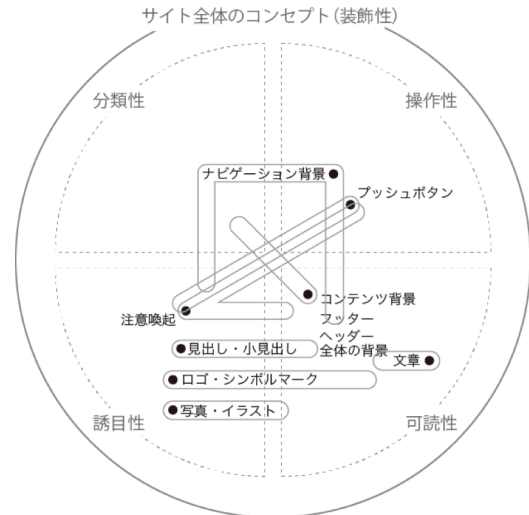 サイト全体のコンセプト(装飾性)
分類性
操作性
ナビゲーション背景
プッシュボタン
コンテンツ背景
フッター
ヘッダー
全体の背景
注意喚起
見出し・小見出し
文章
ロゴ・シンボルマーク
写真・イラスト
誘目性
可読性